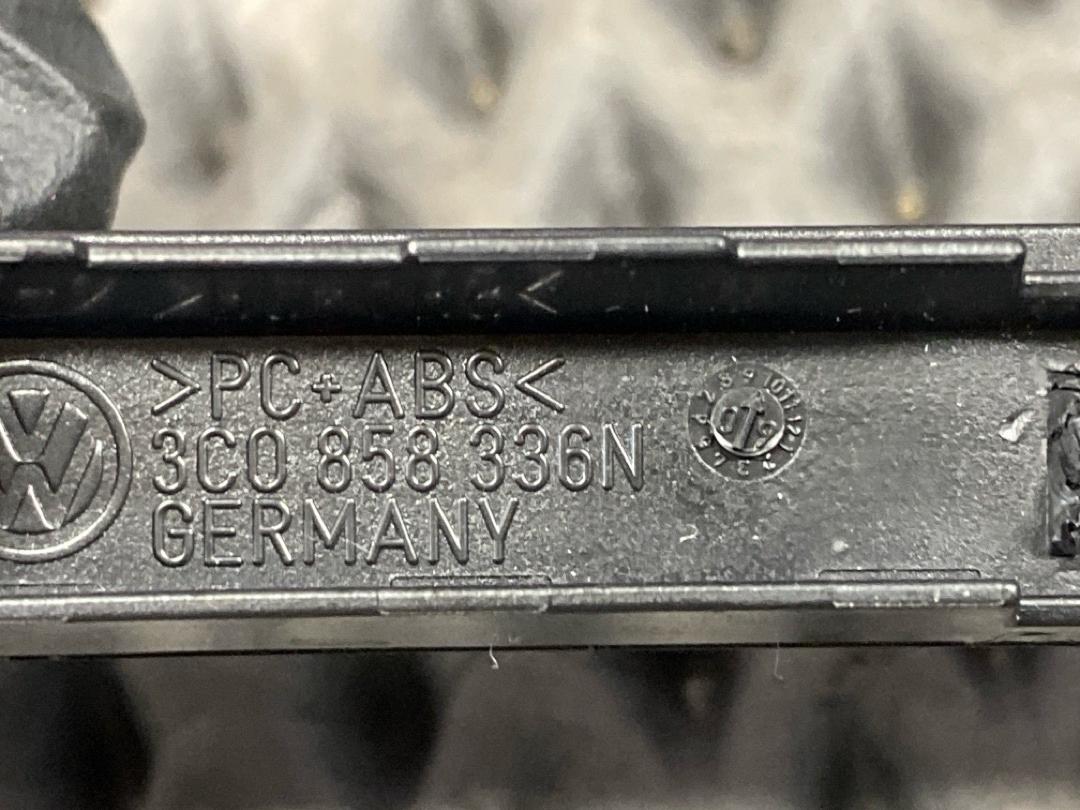 >PC+ABS<
3C0 858 336N
GERMANY